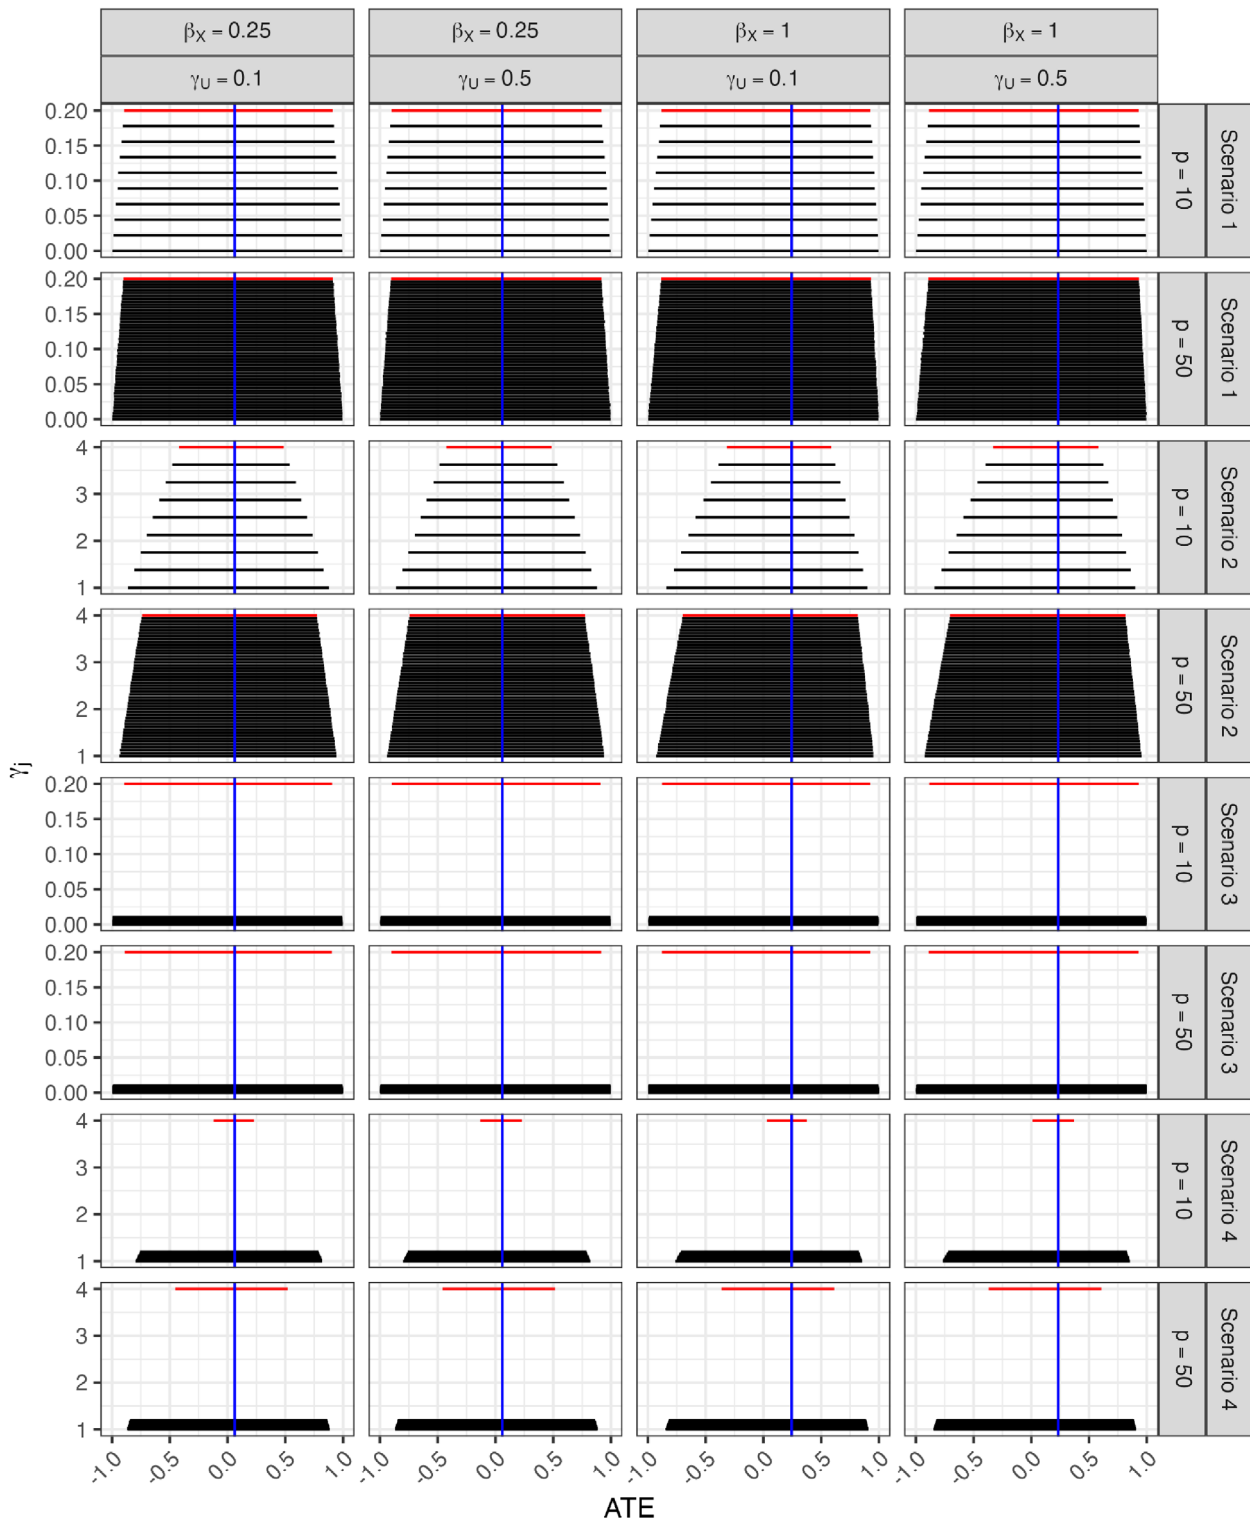 βX = 0.25 βX = 0.25 βX = 1 βX = 1
γU = 0.1 γU = 0.5 γU = 0.1 γU = 0.5
0.20
0.15
0.10
0.05
0.00
p = 10
Scenario 1
0.20
0.15
0.10
0.05
0.00
p = 50
Scenario 1
4
3
2
1
p = 10
Scenario 2
4
3
2
1
p = 50
Scenario 2
γj
0.20
0.15
0.10
0.05
0.00
p = 10
Scenario 3
0.20
0.15
0.10
0.05
0.00
p = 50
Scenario 3
4
3
2
1
p = 10
Scenario 4
4
3
2
1
p = 50
Scenario 4
-1.0 -0.5 0.0 0.5 1.0 -1.0 -0.5 0.0 0.5 1.0 -1.0 -0.5 0.0 0.5 1.0 -1.0 -0.5 0.0 0.5 1.0
ATE